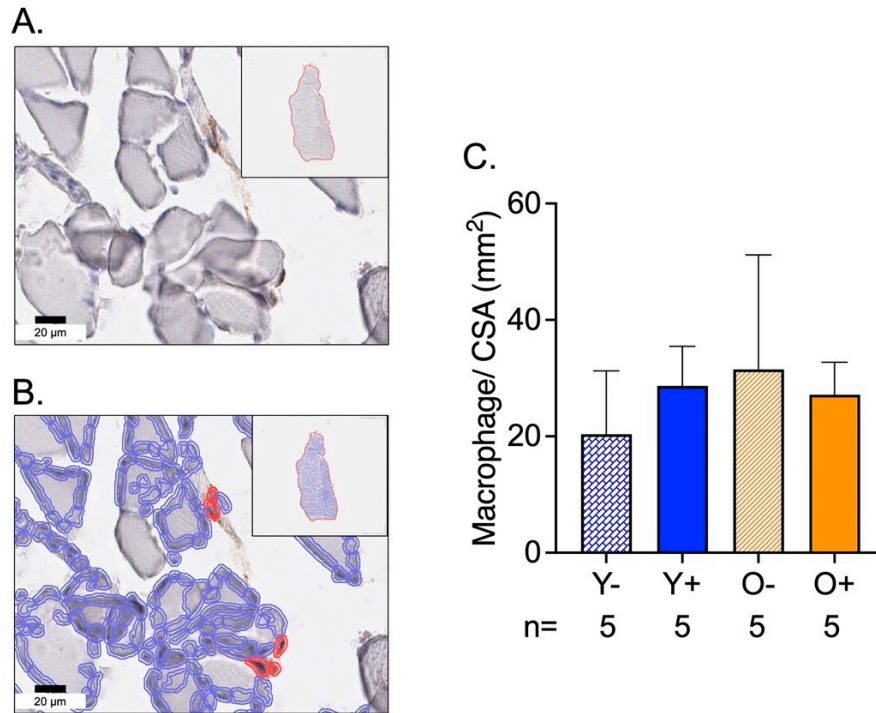 A.
20 µm
B.
20 µm
C.
Macrophage/ CSA (mm²)
60
40
20
0
Y- Y+ O- O+
n= 5 5 5 5